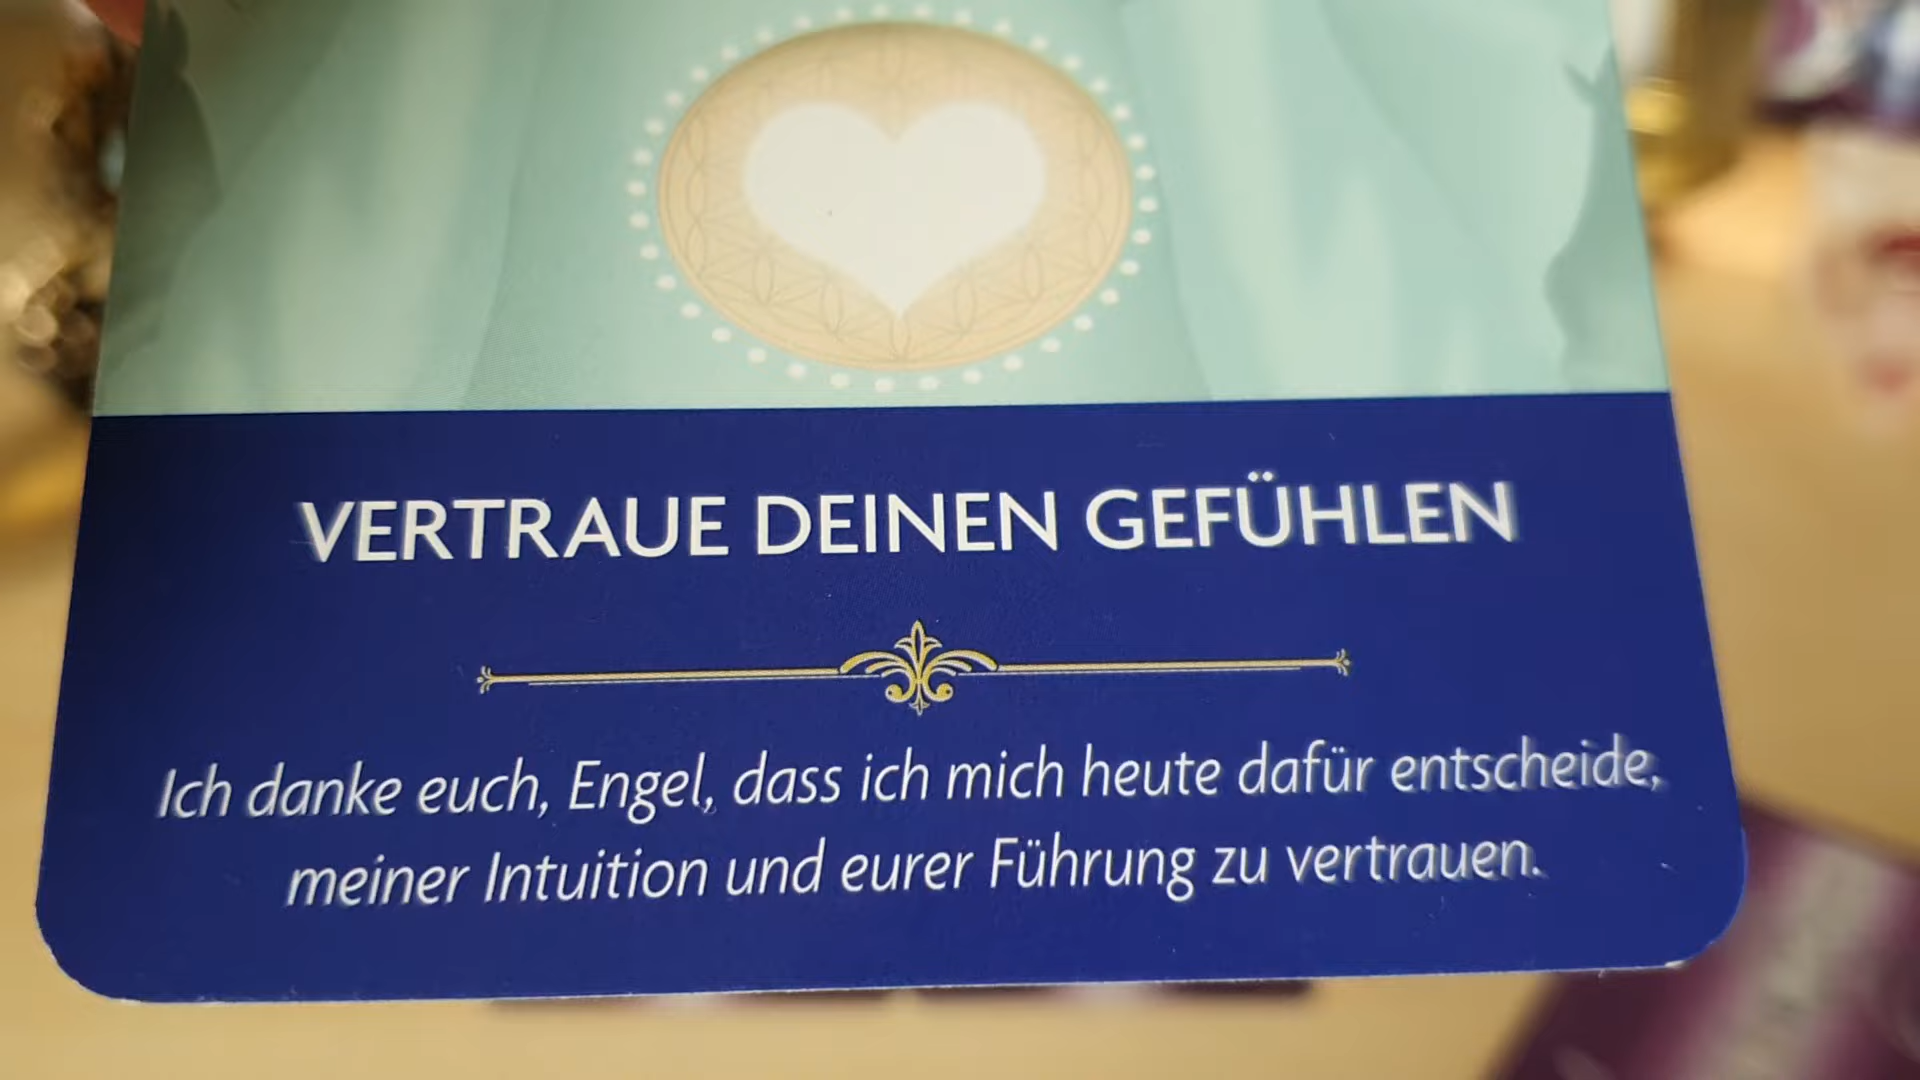 VERTRAUE DEINEN GEFÜHLEN
Ich danke euch, Engel, dass ich mich heute dafür entscheide,
meiner Intuition und eurer Führung zu vertrauen.